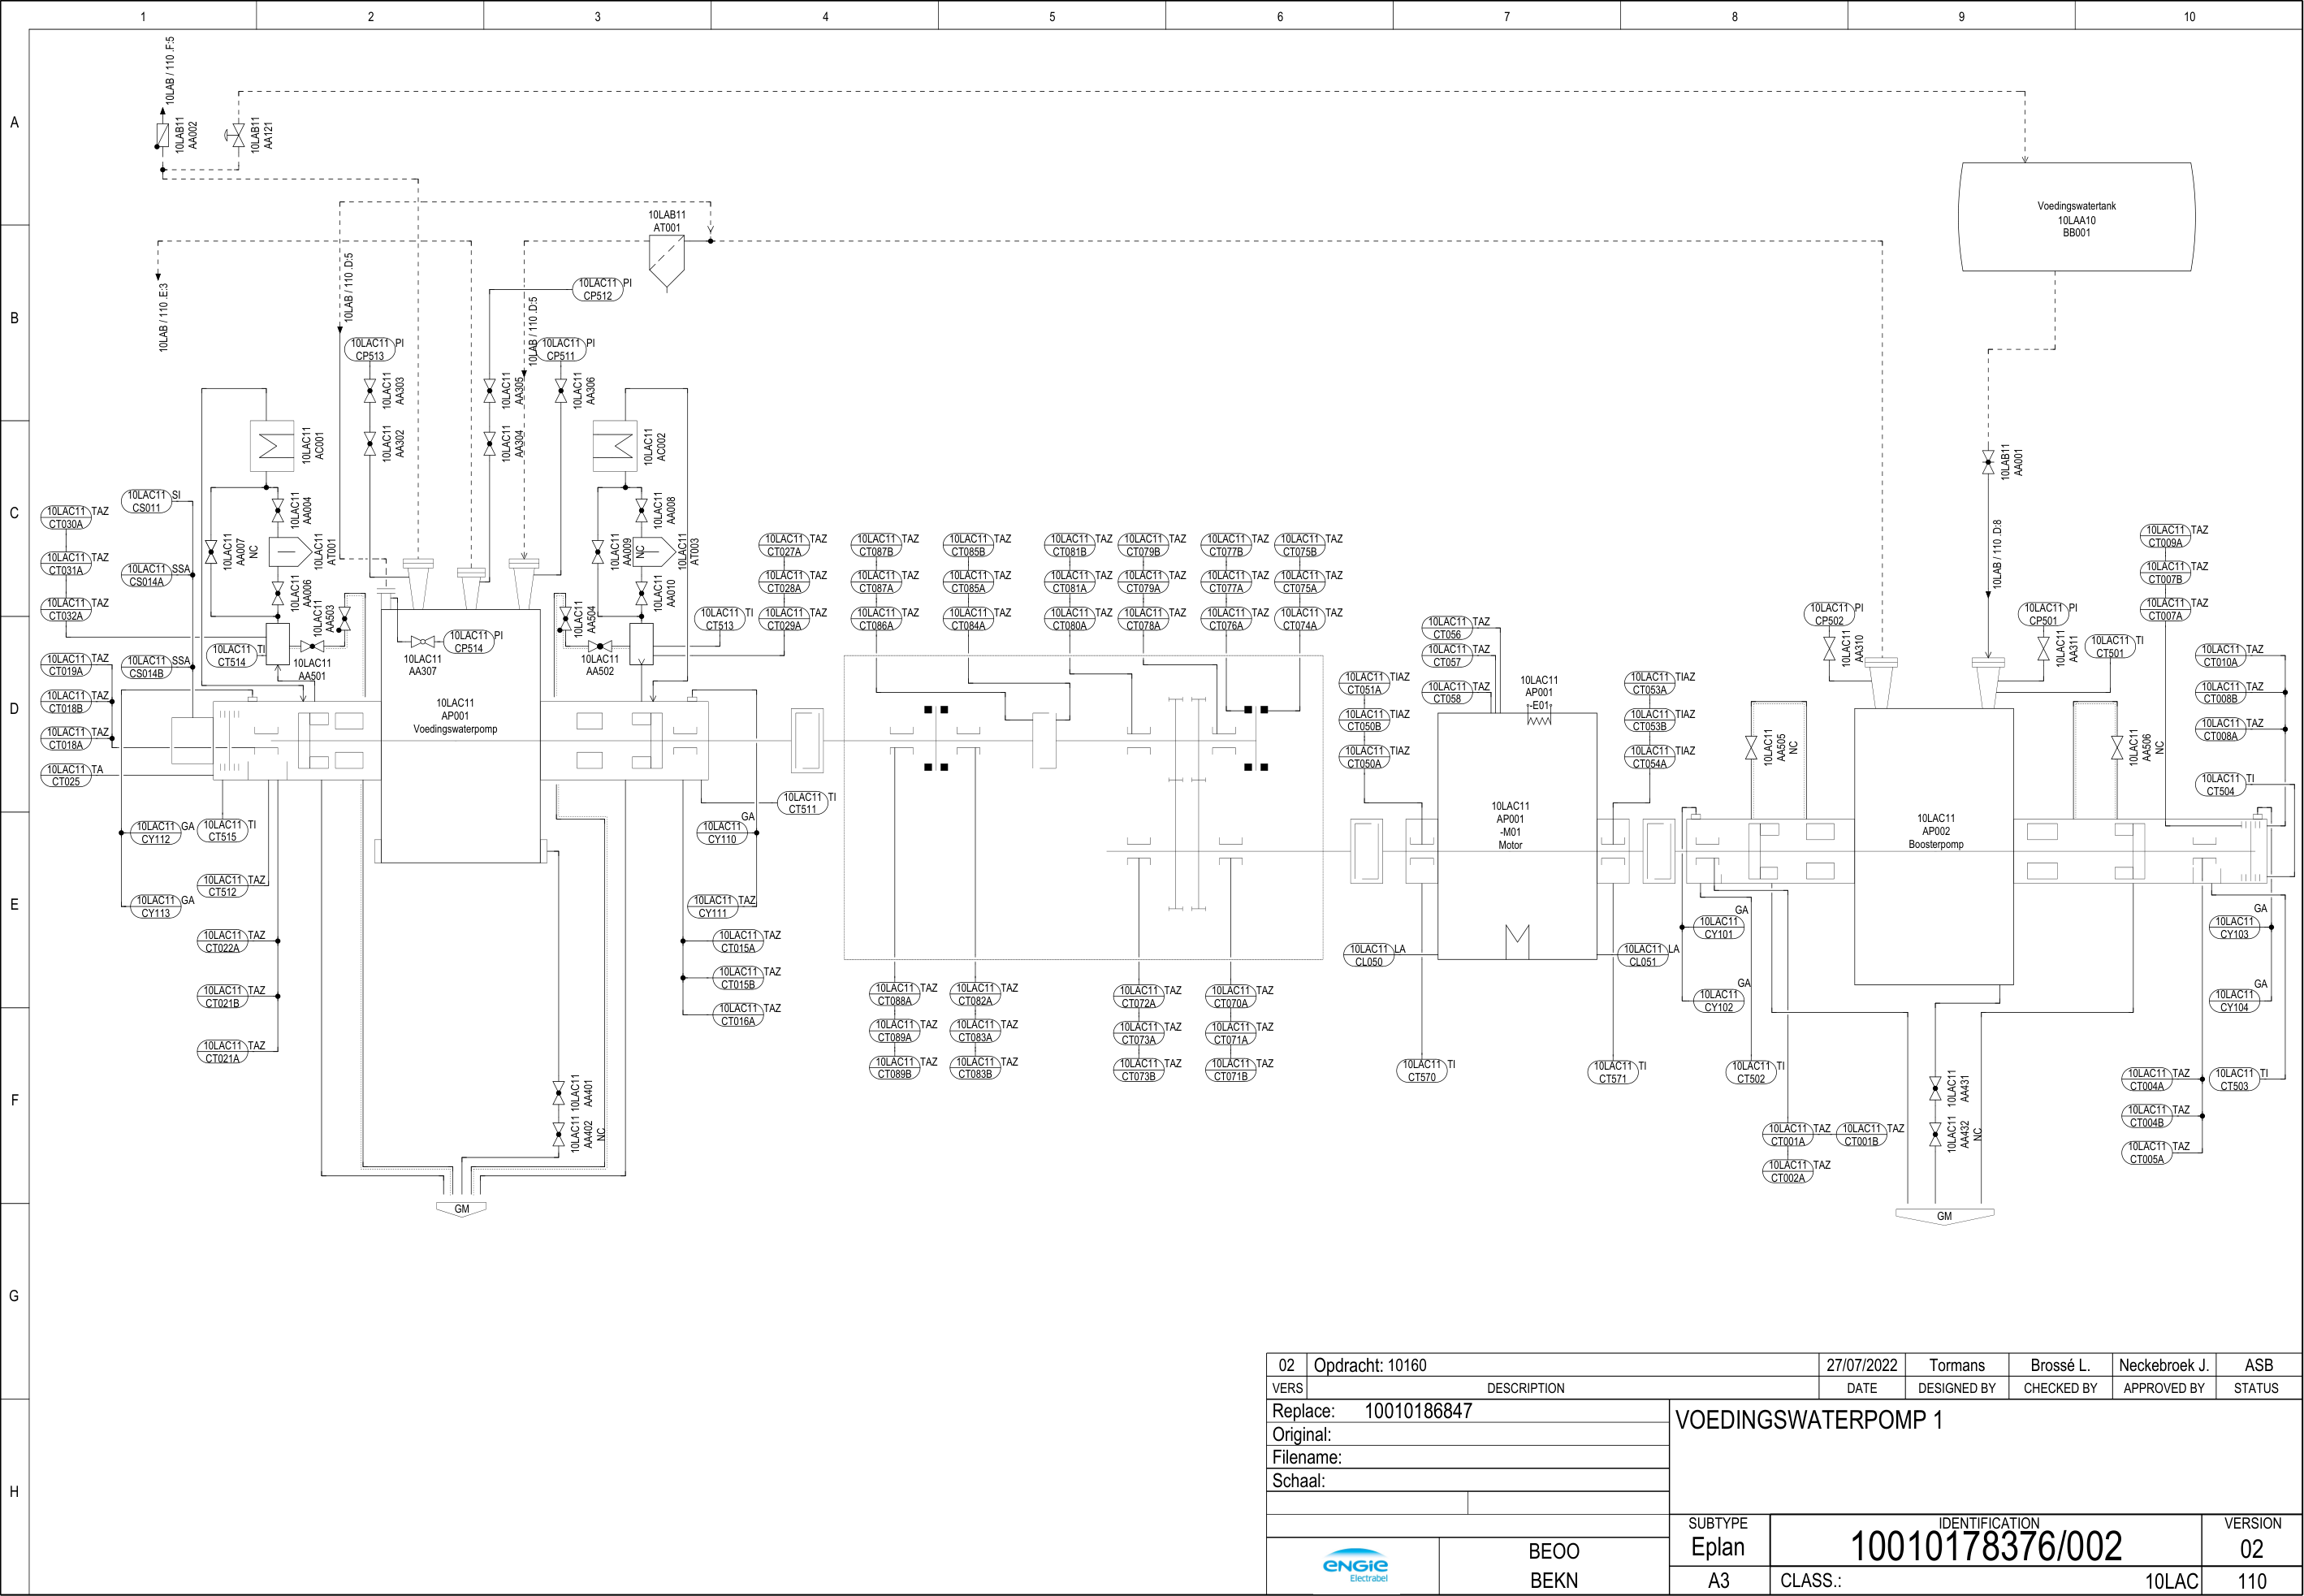 1
2
3
4
5
6
7
8
9
10
A
B
C
D
E
F
G
H
10LAB / 110 .F:5
10LAB11
AA002
10LAB11
AA121
Voedingswatertank
10LAA10
BB001
10LAB11
AT001
10LAB / 110 .E:3
10LAB / 110 .D:5
10LAB / 110 .D:5
10LAC11 PI
CP512
10LAC11 PI
CP513
10LAC11 PI
CP511
10LAC11
AA303
10LAC11
AA305
10LAC11
AA306
10LAC11
AA302
10LAC11
AA304
10LAC11
AC001
10LAC11
AC002
10LAB11
AA001
10LAB / 110 .D:8
10LAC11 SI
CS011
10LAC11 TAZ
CT030A
10LAC11 TAZ
CT031A
10LAC11 TAZ
CT032A
10LAC11 SSA
CS014A
10LAC11 SSA
CS014B
10LAC11
AA004
10LAC11
AA007
NC
10LAC11
AT001
10LAC11
AA006
10LAC11
AA503
10LAC11
AA008
10LAC11
AA009
NC
10LAC11
AT003
10LAC11
AA010
10LAC11
AA504
10LAC11 TI
CT514
10LAC11
AA501
10LAC11
AA307
10LAC11 PI
CP514
10LAC11
AA502
10LAC11 TI
CT513
10LAC11 TAZ
CT027A
10LAC11 TAZ
CT028A
10LAC11 TAZ
CT029A
10LAC11 TAZ
CT087B
10LAC11 TAZ
CT087A
10LAC11 TAZ
CT086A
10LAC11 TAZ
CT085B
10LAC11 TAZ
CT085A
10LAC11 TAZ
CT084A
10LAC11 TAZ
CT081B
10LAC11 TAZ
CT081A
10LAC11 TAZ
CT080A
10LAC11 TAZ
CT079B
10LAC11 TAZ
CT079A
10LAC11 TAZ
CT078A
10LAC11 TAZ
CT077B
10LAC11 TAZ
CT077A
10LAC11 TAZ
CT076A
10LAC11 TAZ
CT075B
10LAC11 TAZ
CT075A
10LAC11 TAZ
CT074A
10LAC11 TAZ
CT056
10LAC11 TAZ
CT057
10LAC11 TAZ
CT058
10LAC11
AP001
-E01
10LAC11 TIAZ
CT051A
10LAC11 TIAZ
CT050B
10LAC11 TIAZ
CT050A
10LAC11 TIAZ
CT053A
10LAC11 TIAZ
CT053B
10LAC11 TIAZ
CT054A
10LAC11 PI
CP502
10LAC11
AA310
10LAC11 PI
CP501
10LAC11
AA311
10LAC11 TI
CT501
10LAC11 TAZ
CT009A
10LAC11 TAZ
CT007B
10LAC11 TAZ
CT007A
10LAC11 TAZ
CT010A
10LAC11 TAZ
CT008B
10LAC11 TAZ
CT008A
10LAC11 TI
CT504
10LAC11 TAZ
CT019A
10LAC11 TAZ
CT018B
10LAC11 TAZ
CT018A
10LAC11 TA
CT025
10LAC11
AP001
Voedingswaterpomp
10LAC11
AA505
NC
10LAC11
AA506
NC
10LAC11 TI
CT511
10LAC11 GA
CY112
10LAC11 TI
CT515
GA
10LAC11
CY110
10LAC11
AP001
-M01
Motor
10LAC11
AP002
Boosterpomp
10LAC11 TAZ
CT512
10LAC11 GA
CY113
10LAC11 TAZ
CY111
10LAC11 TAZ
CT022A
10LAC11 TAZ
CT021B
10LAC11 TAZ
CT021A
10LAC11 TAZ
CT015A
10LAC11 TAZ
CT015B
10LAC11 TAZ
CT016A
10LAC11 LA
CL050
10LAC11 LA
CL051
GA
10LAC11
CY101
GA
10LAC11
CY102
GA
10LAC11
CY103
GA
10LAC11
CY104
10LAC11 TAZ
CT088A
10LAC11 TAZ
CT089A
10LAC11 TAZ
CT089B
10LAC11 TAZ
CT082A
10LAC11 TAZ
CT083A
10LAC11 TAZ
CT083B
10LAC11 TAZ
CT072A
10LAC11 TAZ
CT073A
10LAC11 TAZ
CT073B
10LAC11 TAZ
CT070A
10LAC11 TAZ
CT071A
10LAC11 TAZ
CT071B
10LAC11 TI
CT570
10LAC11 TI
CT571
10LAC11 TI
CT502
10LAC11 TAZ
CT001A
10LAC11 TAZ
CT001B
10LAC11 TAZ
CT002A
10LAC11
AA401
10LAC11
AA402
NC
10LAC11
AA431
10LAC11
AA432
NC
10LAC11 TAZ
CT004A
10LAC11 TAZ
CT004B
10LAC11 TAZ
CT005A
10LAC11 TI
CT503
GM
GM
02 Opdracht: 10160 27/07/2022 Tormans Brossé L. Neckebroek J. ASB
VERS DESCRIPTION DATE DESIGNED BY CHECKED BY APPROVED BY STATUS
Replace: 10010186847
Original:
Filename:
Schaal:
VOEDINGSWATERPOMP 1
ENGIE
Electrabel
BEOO
BEKN
SUBTYPE
Eplan
A3
IDENTIFICATION
10010178376/002
CLASS.: 10LAC
VERSION
02
110